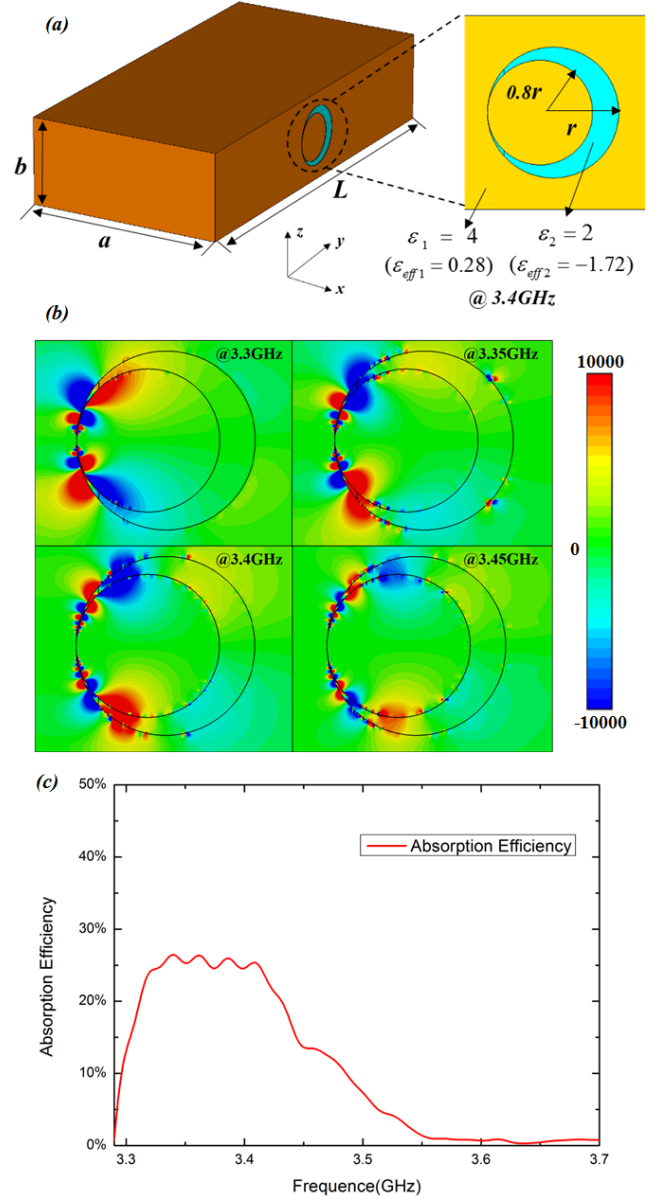 (a)
0.8r
r
b
L
a
z
y
x
ε₁ = 4 ε₂ = 2
(ε_eff1 = 0.28) (ε_eff2 = −1.72)
@ 3.4GHz
(b)
@3.3GHz @3.35GHz
10000
0
@3.4GHz @3.45GHz
-10000
(c)
50%
Absorption Efficiency
40%
30%
20%
10%
0%
Absorption Efficiency
3.3 3.4 3.5 3.6 3.7
Frequence(GHz)